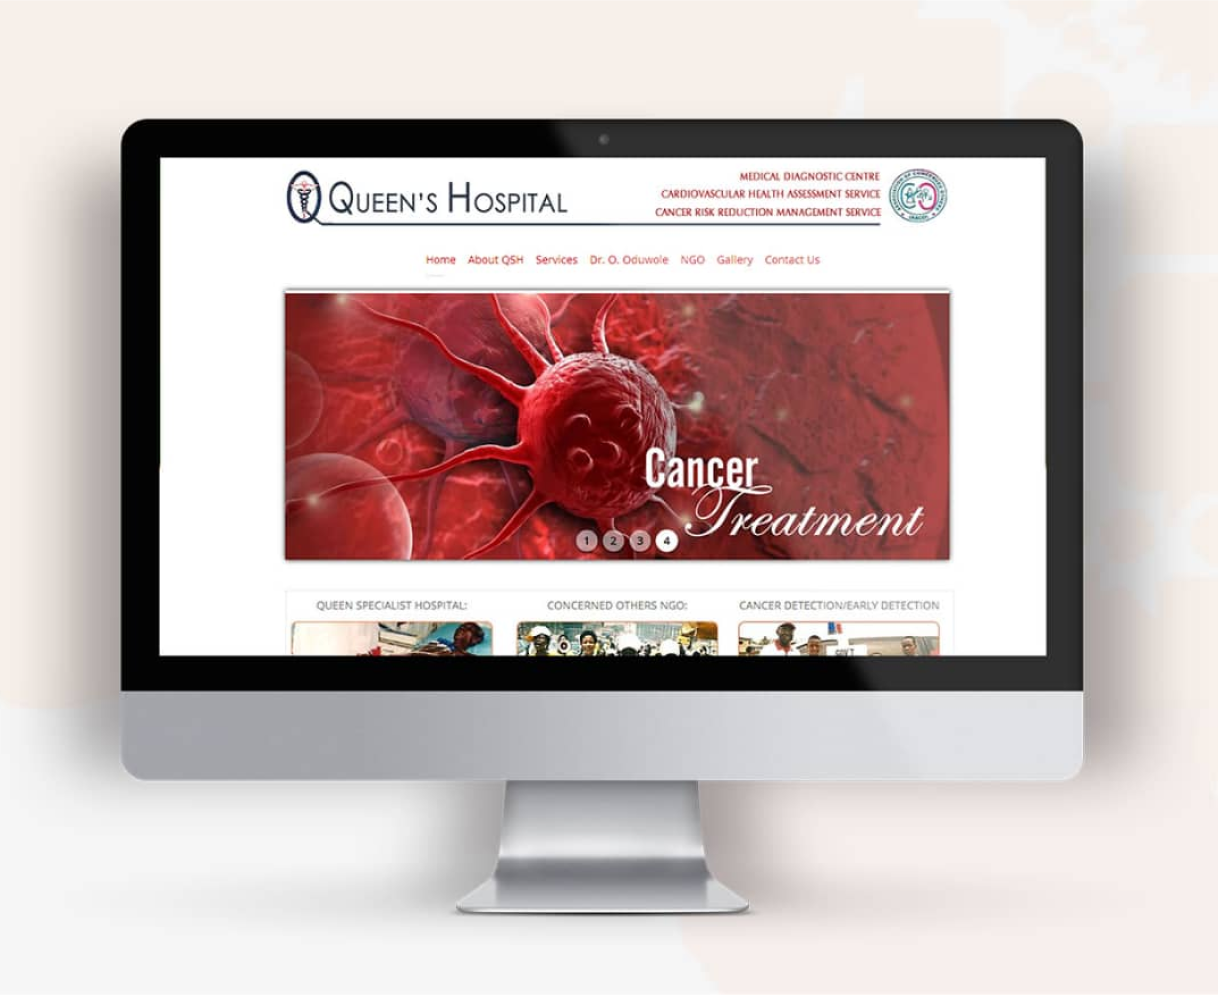 QUEEN'S HOSPITAL
MEDICAL DIAGNOSTIC CENTRE
CARDIOVASCULAR HEALTH ASSESSMENT SERVICE
CANCER RISK REDUCTION MANAGEMENT SERVICE
Home About QSH Services Dr. O. Oduwole NGO Gallery Contact Us
Cancer
Treatment
1 2 3 4
QUEEN SPECIALIST HOSPITAL: CONCERNED OTHERS NGO: CANCER DETECTION/EARLY DETECTION